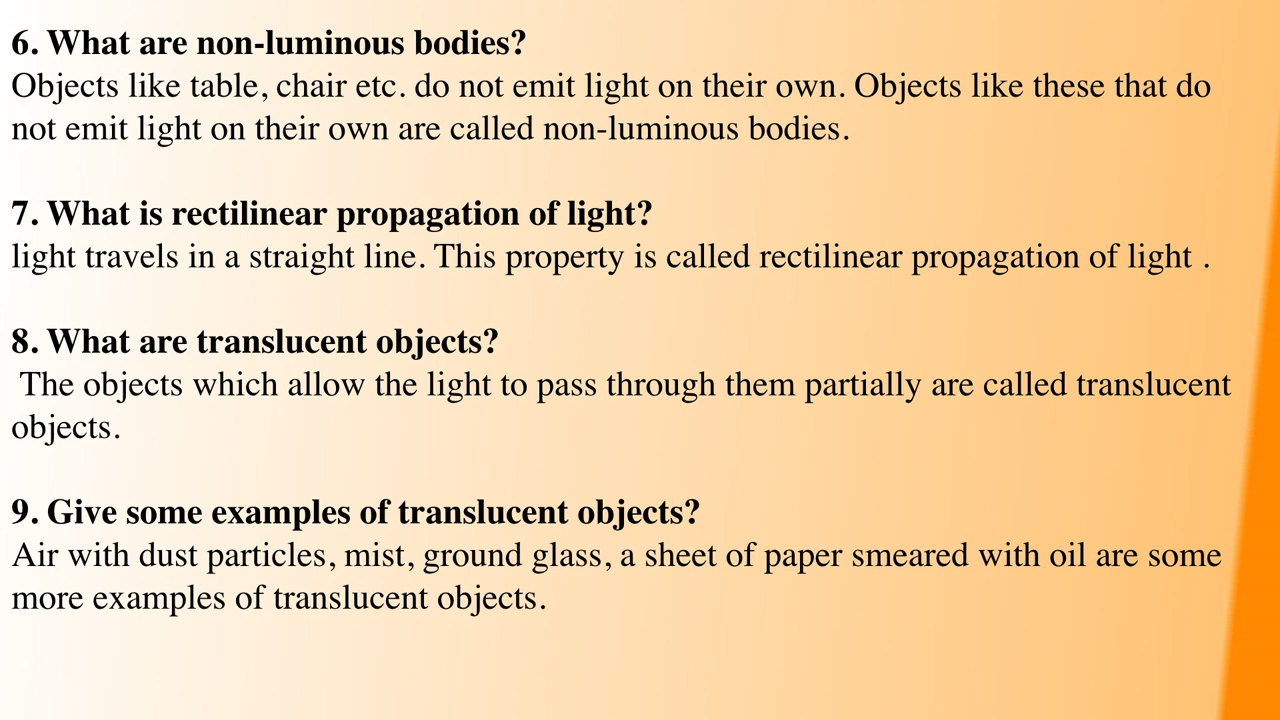 6. What are non-luminous bodies?
Objects like table, chair etc. do not emit light on their own. Objects like these that do
not emit light on their own are called non-luminous bodies.
7. What is rectilinear propagation of light?
light travels in a straight line. This property is called rectilinear propagation of light .
8. What are translucent objects?
The objects which allow the light to pass through them partially are called translucent
objects.
9. Give some examples of translucent objects?
Air with dust particles, mist, ground glass, a sheet of paper smeared with oil are some
more examples of translucent objects.